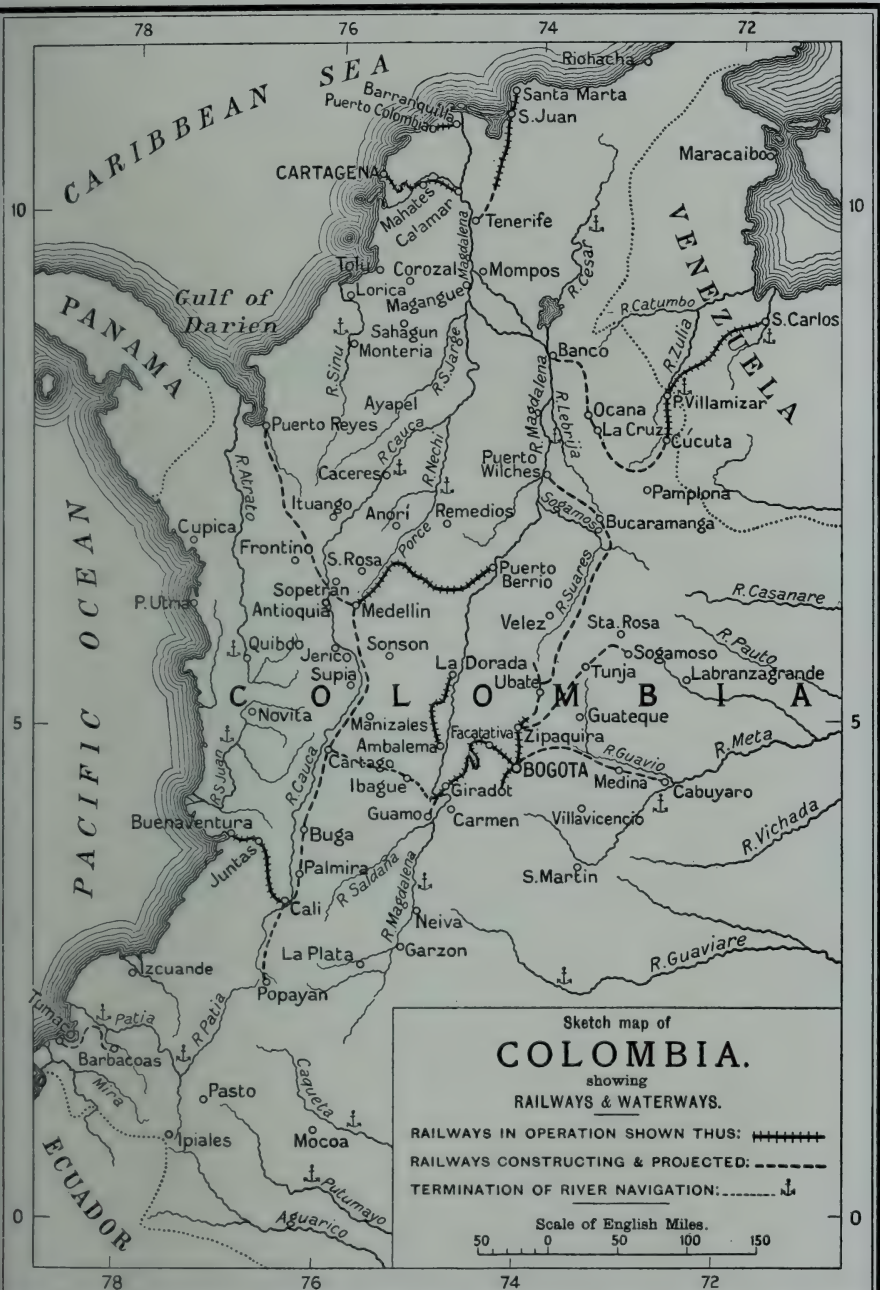 78 76 74 72
CARIBBEAN SEA
Riohacha
Barranquilla
Puerto Colombia
Santa Marta
S.Juan
Maracaibo
CARTAGENA
10
10
Mahates
Calamar
Magdalena
Tenerife
VENEZUELA
R.Cesar
Tolu
Corozal
Mompos
Lorica
Magangue
Gulf of
Darien
PANAMA
R.Catumbo
S.Carlos
Sahagun
Monteria
R.Sinu
R.S.Jarge
Banco
R.Zulia
R.Magdalena
R.Lebrija
Ayapel
Ocana
P.Villamizar
La Cruz
Cucuta
Puerto Reyes
R.Cauca
R.Nechi
Puerto
Wilches
R.Atrato
Caceres
Pamplona
Ituango
Anorí
Remedios
Sogamoso
Bucaramanga
Porce
Cupica
Frontino
S.Rosa
Puerto
Berrio
R.Suares
R.Casanare
Sopetran
Antioquia
Medellin
P.Utria
Velez
Sta.Rosa
R.Pauto
Quibdo
Jerico
Sonson
Sogamoso
Supia
La Dorada
Ubate
Tunja
Labranzagrande
COLOMBIA
5
5
Novita
Manizales
Guateque
Ambalema
Facatativa
Zipaquira
R.Meta
R.S.Juan
R.Cauca
Cartago
R.Guavio
BOGOTA
Ibague
Giradot
Medina
Cabuyaro
Guamo
Carmen
Villavicencio
R.Vichada
Buenaventura
Juntas
Buga
Palmira
R.Saldaña
S.Martin
PACIFIC OCEAN
Cali
R.Magdalena
Neiva
La Plata
Garzon
R.Guaviare
Izcuande
Popayan
Tumaco
Patia
R.Patia
Barbacoas
Mira
Caqueta
Pasto
Ipiales
Mocoa
ECUADOR
Putumayo
Aguarico
0
0
Sketch map of
COLOMBIA.
showing
RAILWAYS & WATERWAYS.
RAILWAYS IN OPERATION SHOWN THUS:
RAILWAYS CONSTRUCTING & PROJECTED:
TERMINATION OF RIVER NAVIGATION:
Scale of English Miles.
50 0 50 100 150
78 76 74 72